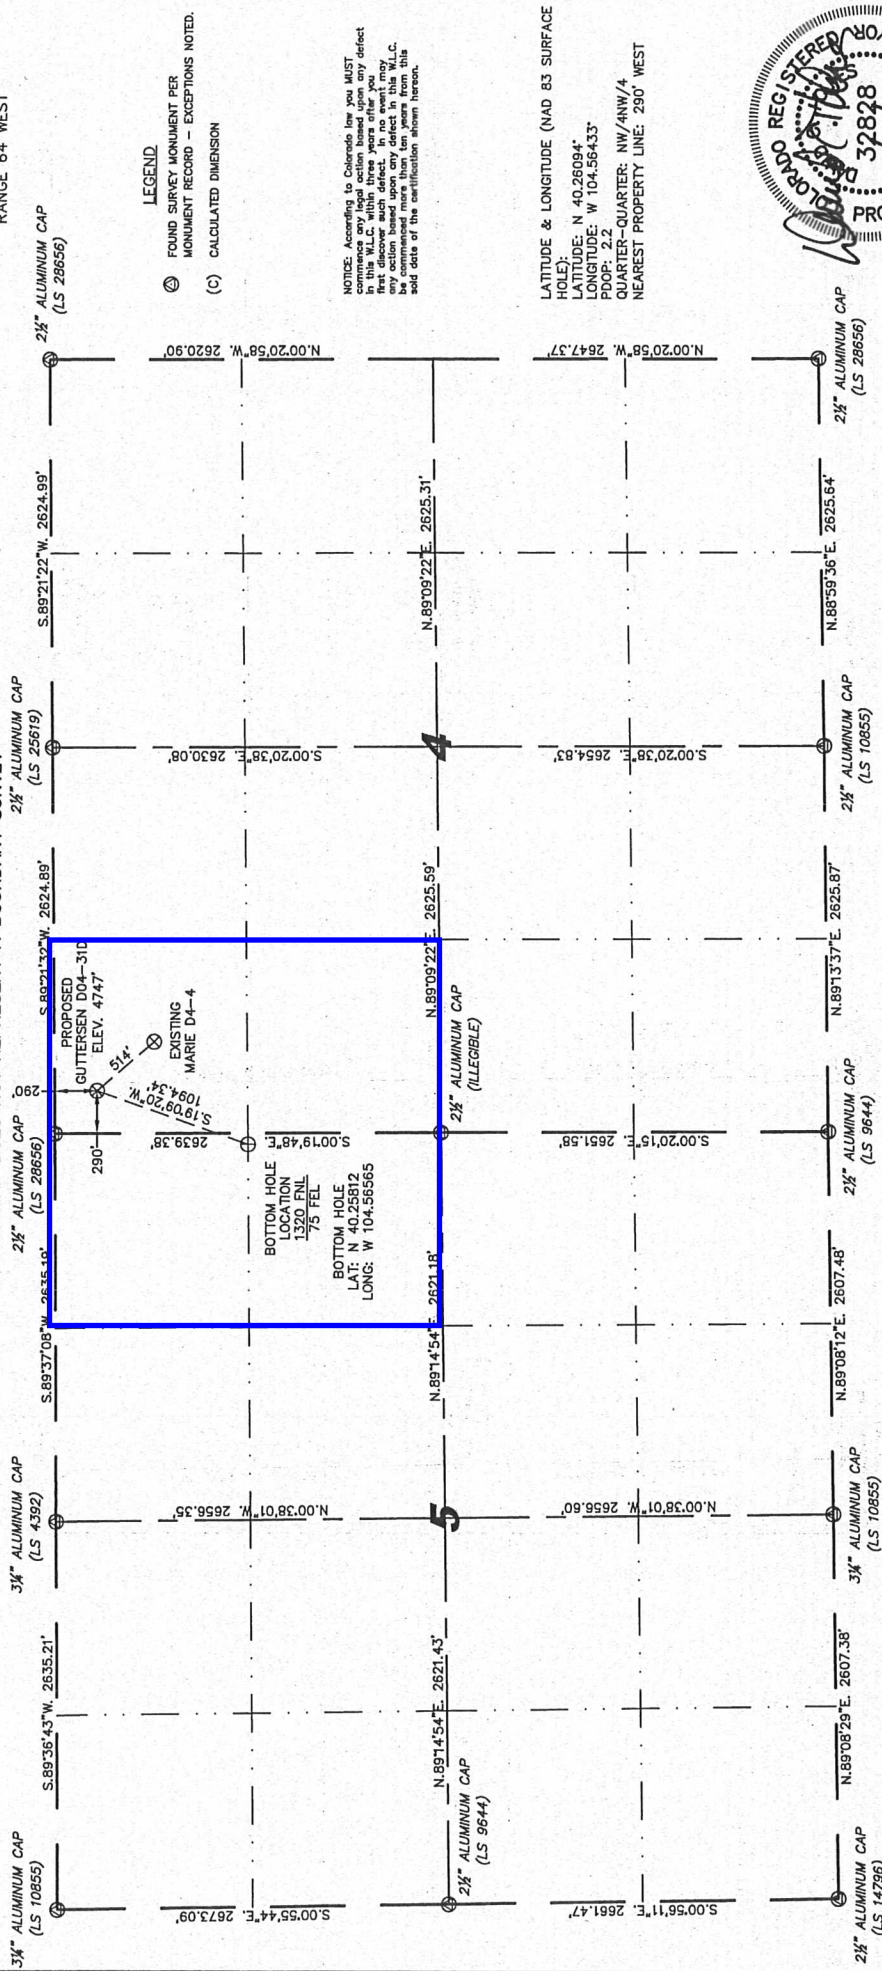 RANGE 64 WEST
3¼" ALUMINUM CAP
(LS 10855)
3¼" ALUMINUM CAP
(LS 4392)
2½" ALUMINUM CAP
(LS 28656)
2½" ALUMINUM CAP
(LS 25619)
2½" ALUMINUM CAP
(LS 28656)
S.89°36'43"W. 2635.21'
S.89°37'08"W. 2635.19'
S.89°21'32"W. 2624.89'
S.89°21'22"W. 2624.99'
290'
290'
PROPOSED
GUTTERSEN D04-31D
ELEV. 4747'
514'
EXISTING
MARIE D4-4
S.19°09'20"W.
1094.34'
S.00°55'44"E. 2673.09'
N.00°38'01"W. 2656.35'
S.00°19'48"E. 2639.38'
S.00°20'38"E. 2630.08'
N.00°20'58"W. 2620.90'
BOTTOM HOLE
LOCATION
1320 FNL
75 FEL
BOTTOM HOLE
LAT: N 40.25812
LONG: W 104.56565
N.89°14'54"E. 2621.43'
5
N.89°14'54"E. 2621.18'
N.89°09'22"E. 2625.59'
4
N.89°09'22"E. 2625.31'
2½" ALUMINUM CAP
(LS 9644)
2½" ALUMINUM CAP
(ILLEGIBLE)
S.00°56'11"E. 2661.47'
N.00°38'01"W. 2656.60'
S.00°20'15"E. 2651.58'
S.00°20'38"E. 2654.83'
N.00°20'58"W. 2647.37'
N.89°08'29"E. 2607.38'
N.89°08'12"E. 2607.48'
N.89°13'37"E. 2625.87'
N.88°59'36"E. 2625.64'
2½" ALUMINUM CAP
(LS 14796)
3¼" ALUMINUM CAP
(LS 10855)
2½" ALUMINUM CAP
(LS 9644)
2½" ALUMINUM CAP
(LS 10855)
2½" ALUMINUM CAP
(LS 28656)
LEGEND
FOUND SURVEY MONUMENT PER
MONUMENT RECORD - EXCEPTIONS NOTED.
(C) CALCULATED DIMENSION
NOTICE: According to Colorado law you MUST
commence any legal action based upon any defect
in this W.L.C. within three years after you
first discover such defect. In no event may
any action based upon any defect in this W.L.C.
be commenced more than ten years from this
sold date of the certification shown hereon.
LATITUDE & LONGITUDE (NAD 83 SURFACE
HOLE):
LATITUDE: N 40.26094°
LONGITUDE: W 104.56433°
PDOP: 2.2
QUARTER-QUARTER: NW/4NW/4
NEAREST PROPERTY LINE: 290' WEST
COLORADO REGISTERED
32828